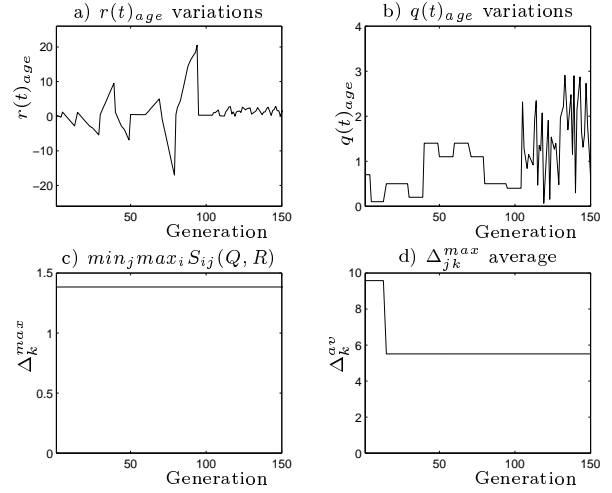 a) r(t)_age variations
b) q(t)_age variations
r(t)_age
20
10
0
−10
−20
50
100
150
Generation
q(t)_age
4
3
2
1
0
50
100
150
Generation
c) min_j max_i S_ij(Q, R)
d) Δ_jk^max average
Δ_k^max
1.5
1
0.5
0
50
100
150
Generation
Δ_k^av
10
8
6
4
2
0
50
100
150
Generation